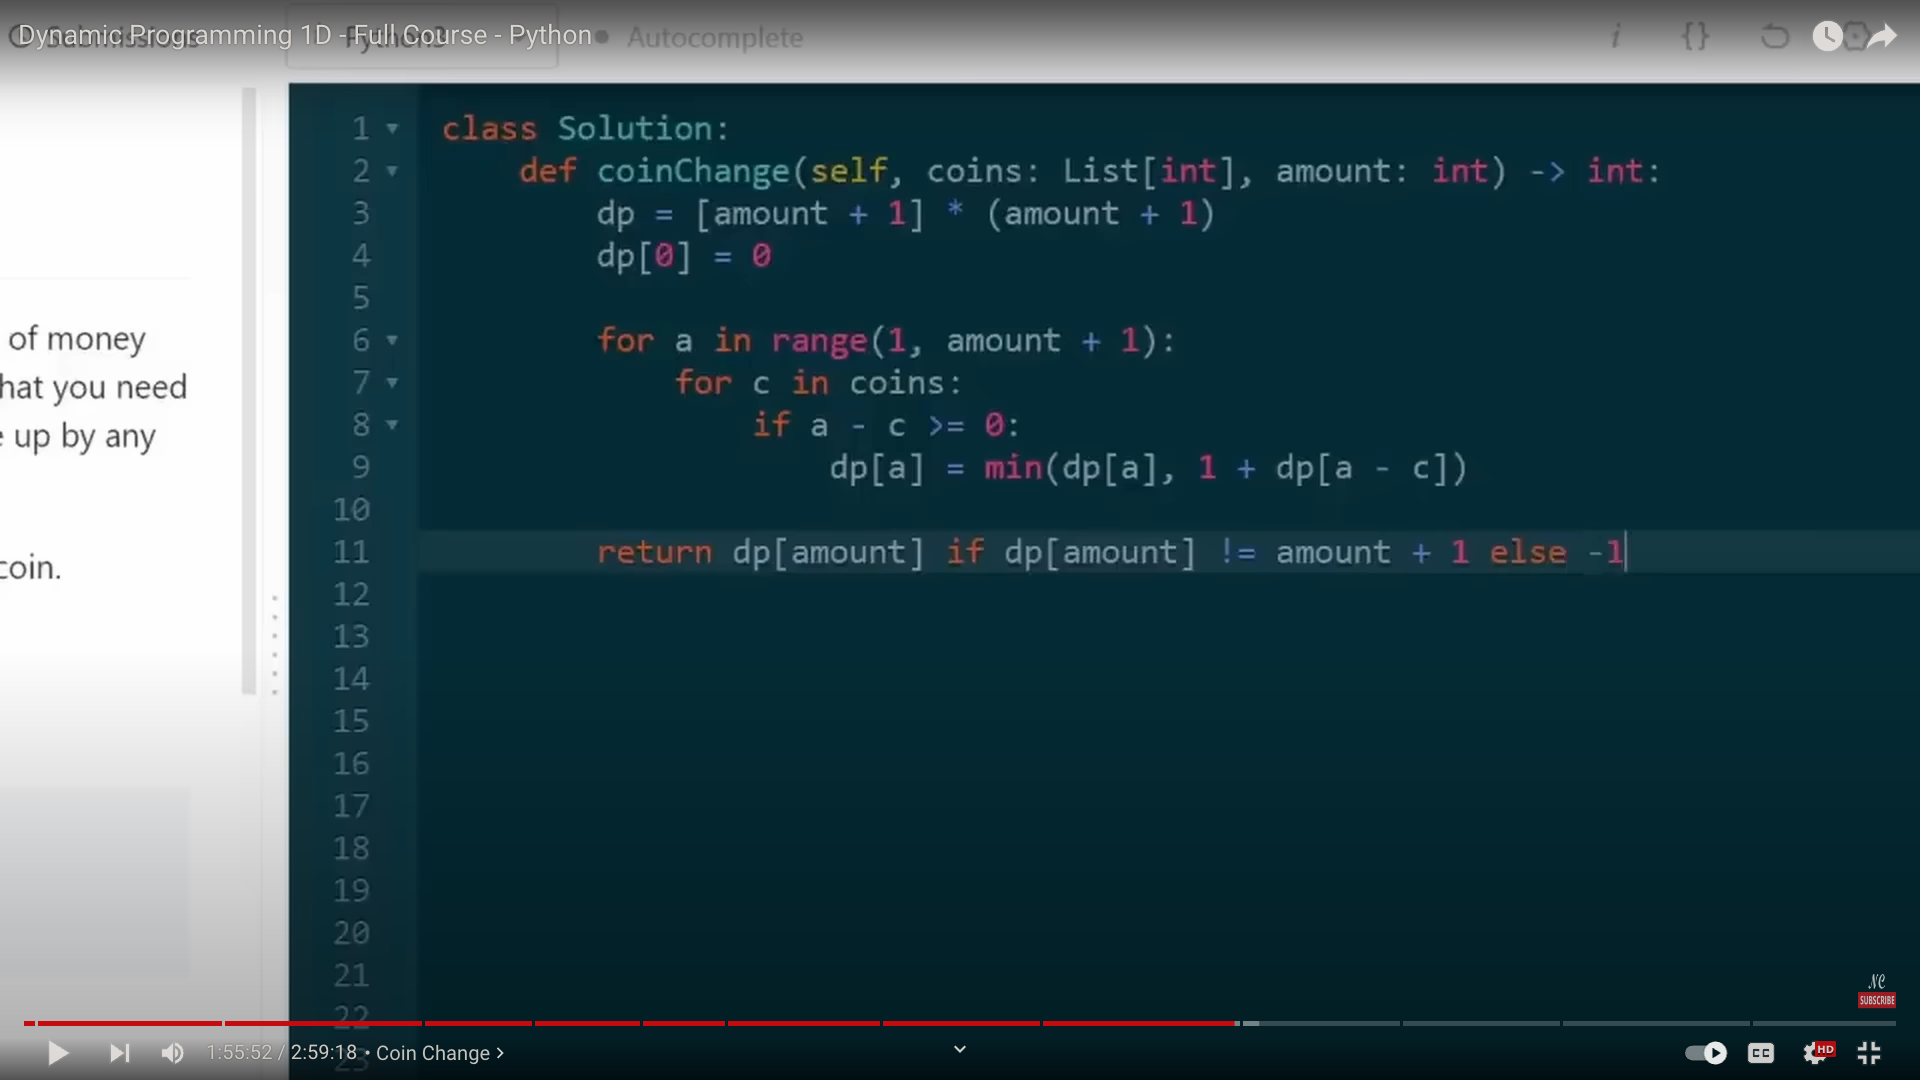 Dynamic Programming 1D - Full Course - Python
Submissions
Python3
Autocomplete
i {}
of money
hat you need
e up by any
coin.
1 class Solution:
2 def coinChange(self, coins: List[int], amount: int) -> int:
3 dp = [amount + 1] * (amount + 1)
4 dp[0] = 0
5
6 for a in range(1, amount + 1):
7 for c in coins:
8 if a - c >= 0:
9 dp[a] = min(dp[a], 1 + dp[a - c])
10
11 return dp[amount] if dp[amount] != amount + 1 else -1
12
13
14
15
16
17
18
19
20
21
22
23
NC
SUBSCRIBE
1:55:52 / 2:59:18 • Coin Change >
CC
HD